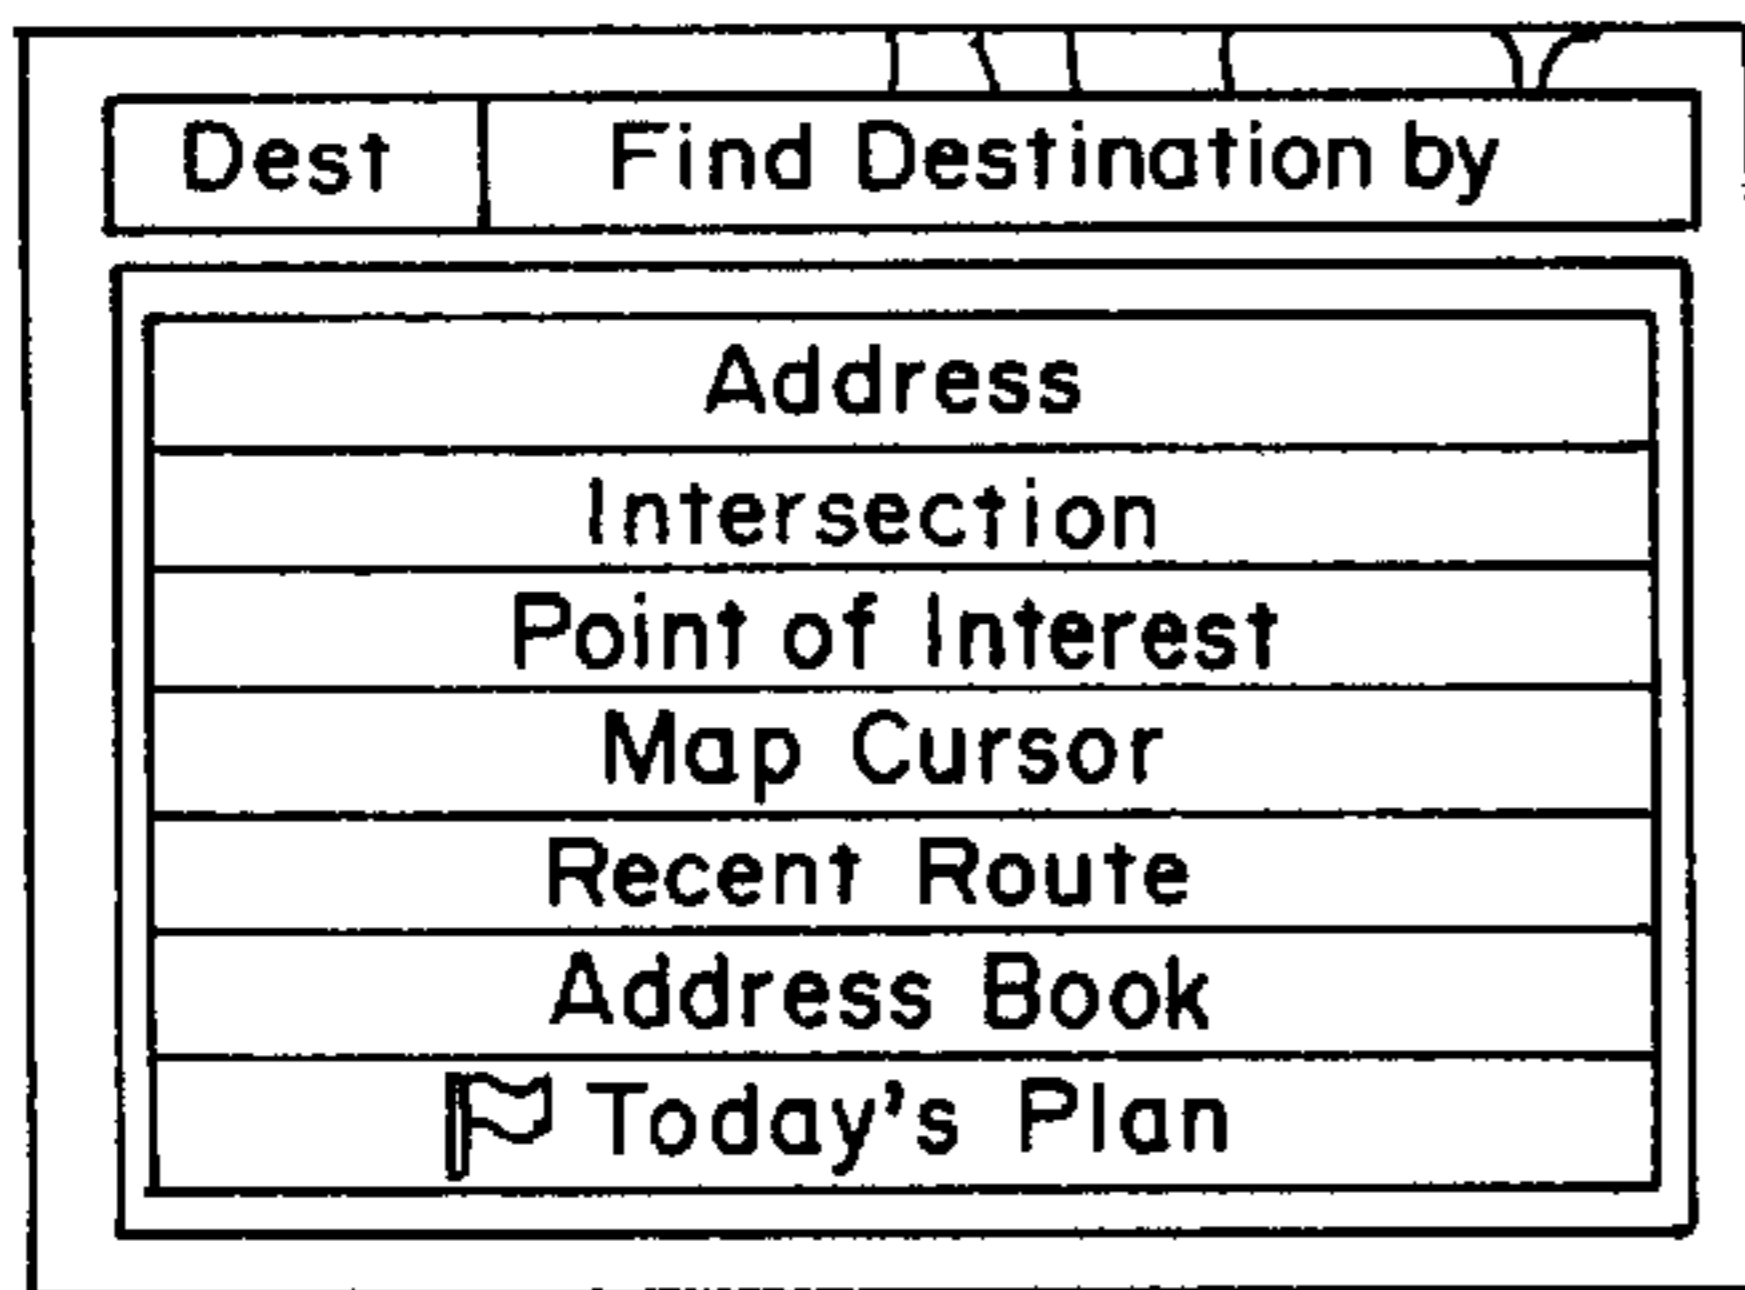 Dest Find Destination by
Address
Intersection
Point of Interest
Map Cursor
Recent Route
Address Book
Today's Plan